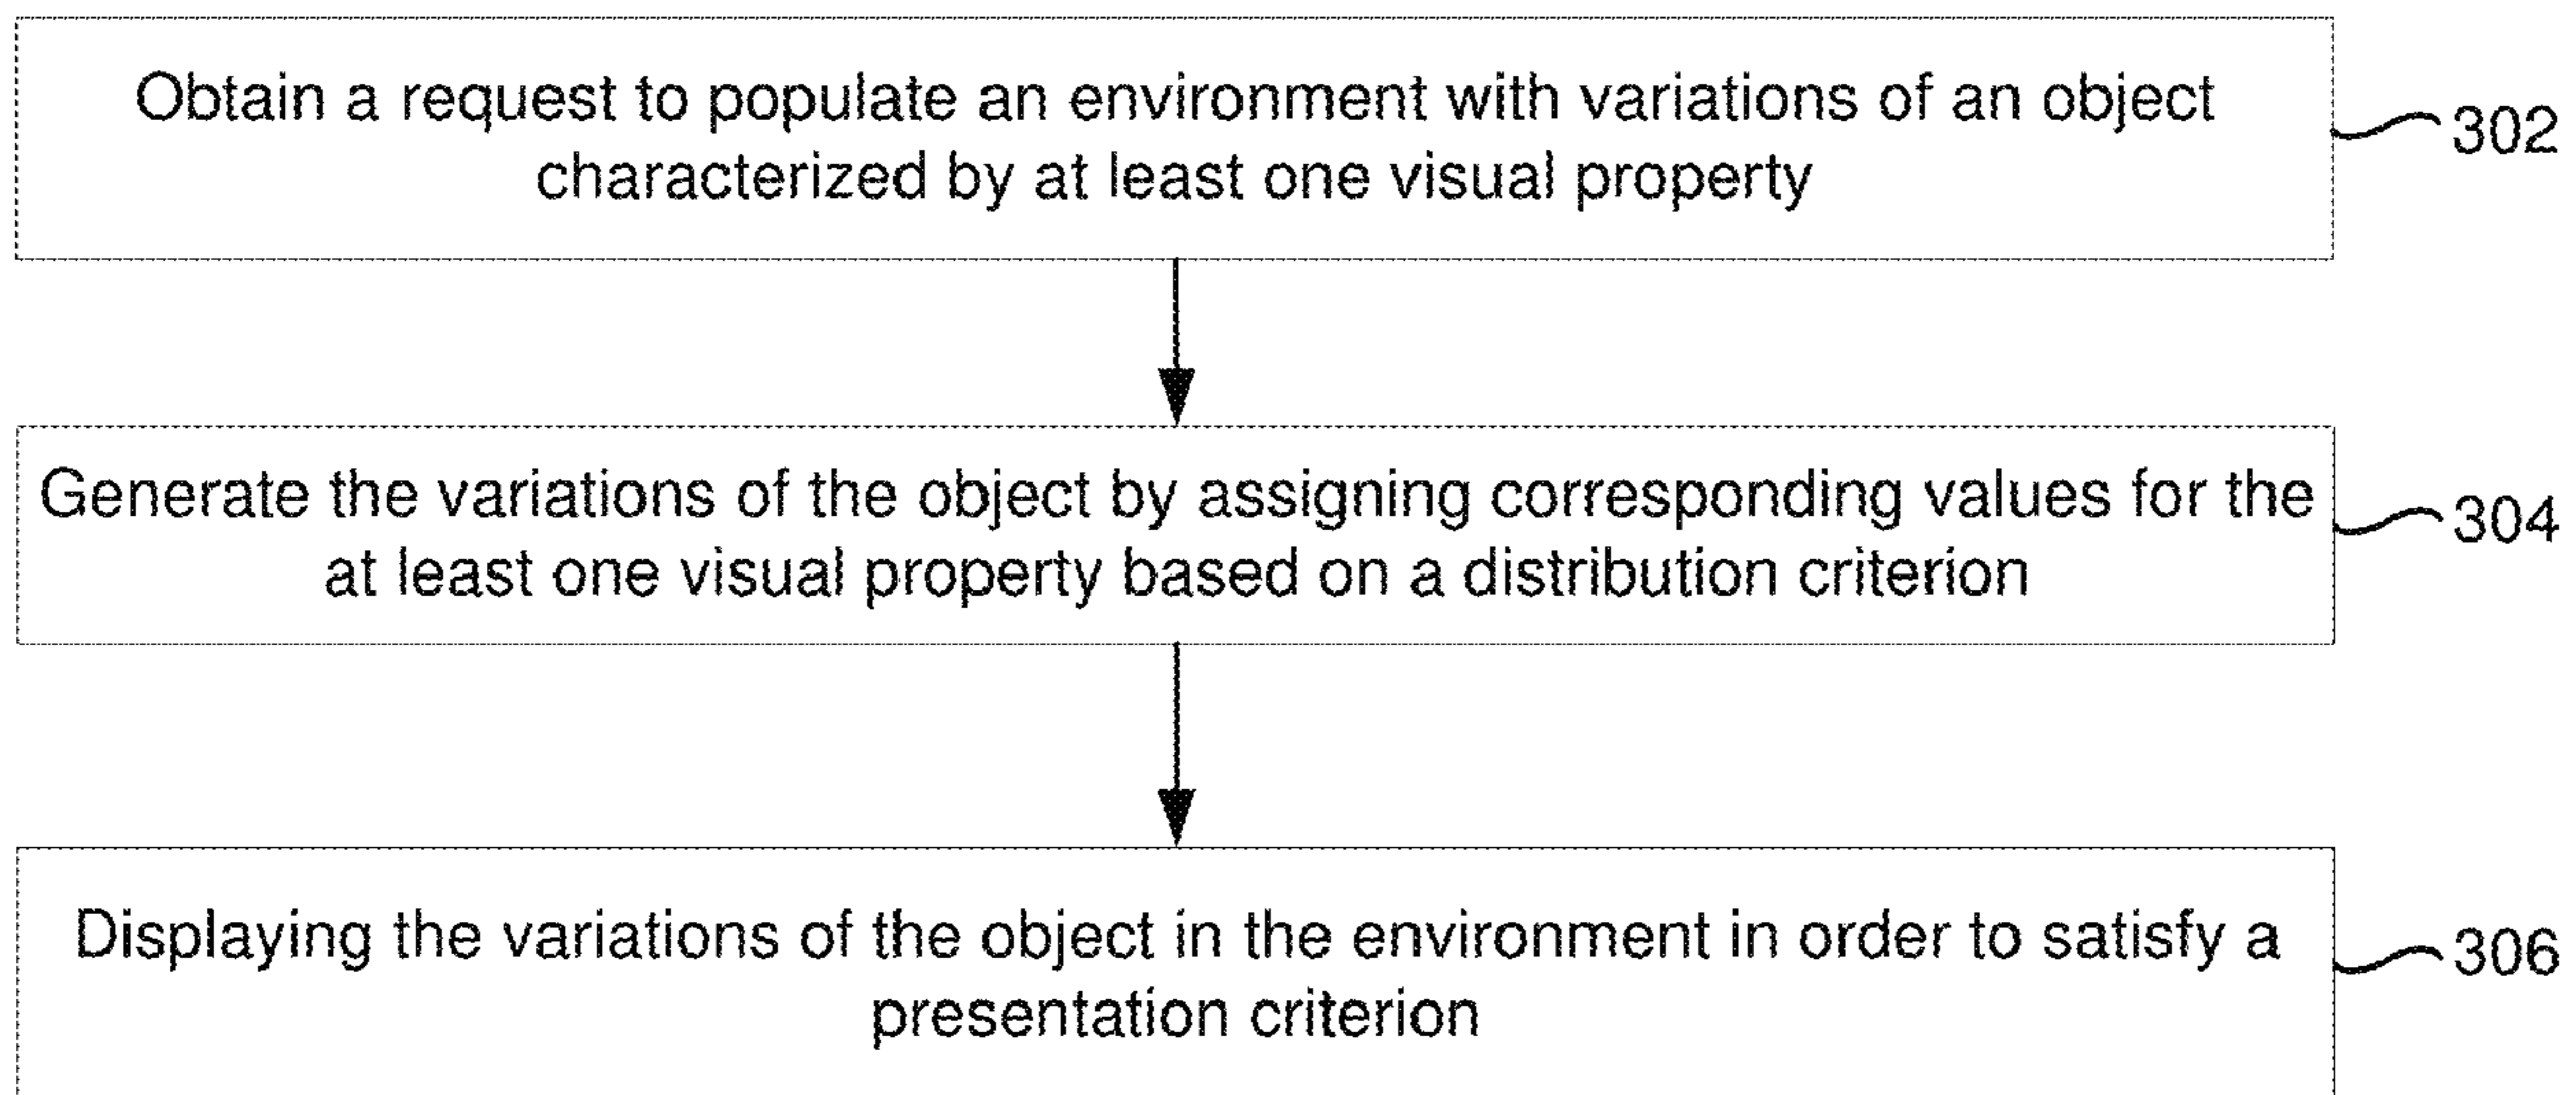 Obtain a request to populate an environment with variations of an object
characterized by at least one visual property
302
Generate the variations of the object by assigning corresponding values for the
at least one visual property based on a distribution criterion
304
Displaying the variations of the object in the environment in order to satisfy a
presentation criterion
306